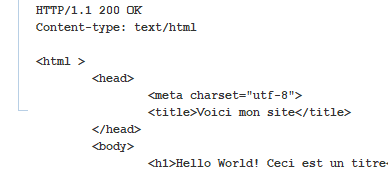 HTTP/1.1 200 OK
Content-type: text/html
<html >
<head>
<meta charset="utf-8">
<title>Voici mon site</title>
</head>
<body>
<h1>Hello World! Ceci est un titre<